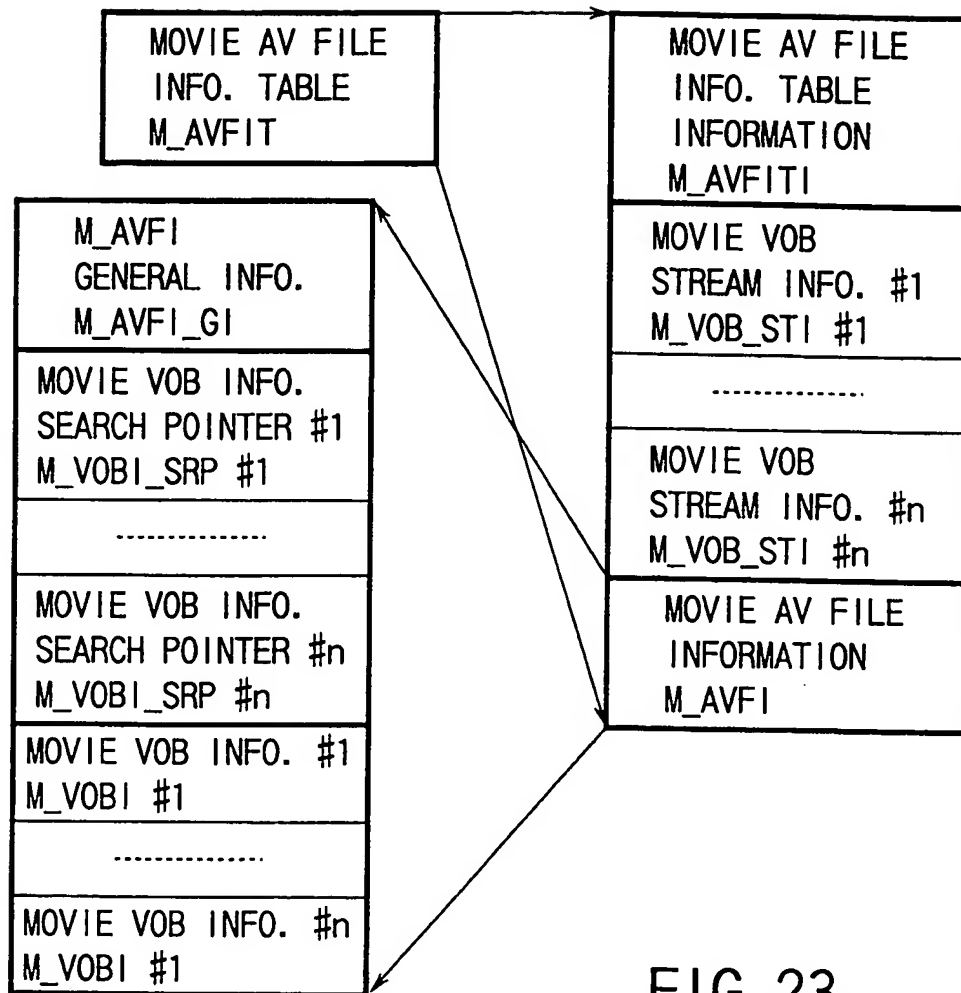 MOVIE AV FILE
INFO. TABLE
M_AVFIT
MOVIE AV FILE
INFO. TABLE
INFORMATION
M_AVFITI
MOVIE VOB
STREAM INFO. #1
M_VOB_STI #1
..............
MOVIE VOB
STREAM INFO. #n
M_VOB_STI #n
MOVIE AV FILE
INFORMATION
M_AVFI
M_AVFI
GENERAL INFO.
M_AVFI_GI
MOVIE VOB INFO.
SEARCH POINTER #1
M_VOBI_SRP #1
..............
MOVIE VOB INFO.
SEARCH POINTER #n
M_VOBI_SRP #n
MOVIE VOB INFO. #1
M_VOBI #1
..............
MOVIE VOB INFO. #n
M_VOBI #1
FIG. 23